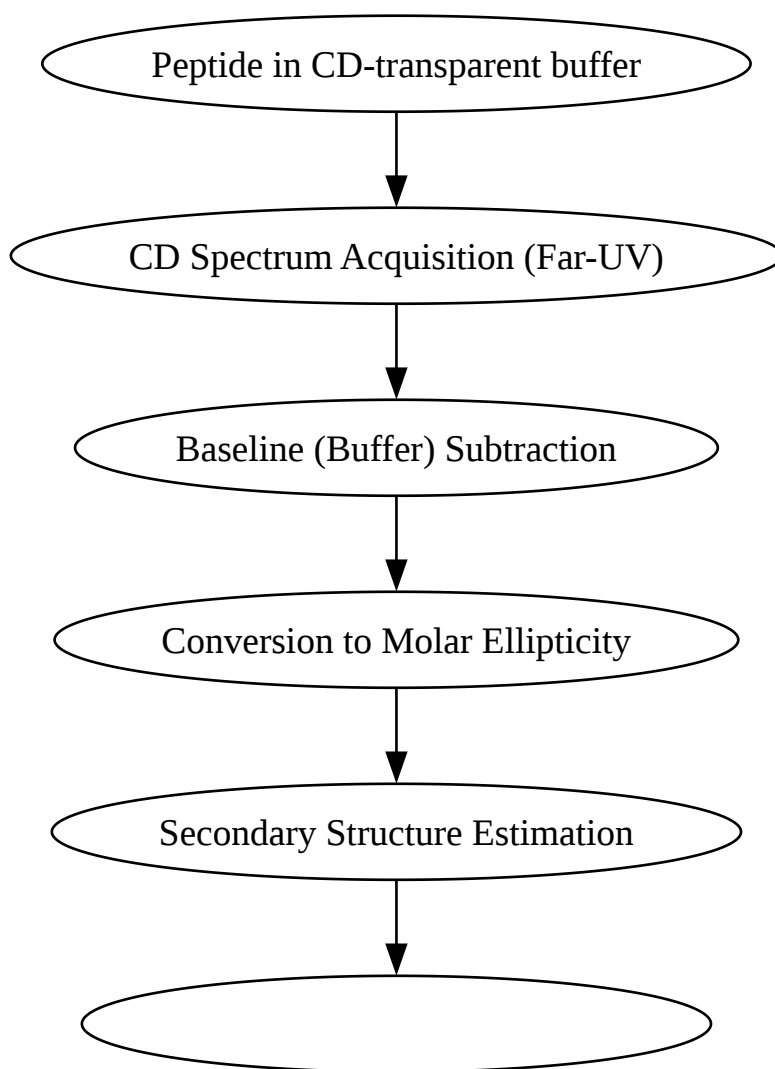 Peptide in CD-transparent buffer
CD Spectrum Acquisition (Far-UV)
Baseline (Buffer) Subtraction
Conversion to Molar Ellipticity
Secondary Structure Estimation